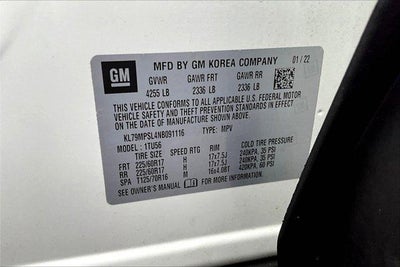 GM
MFD BY GM KOREA COMPANY 01/22
GVWR GAWR FRT GAWR RR
4255 LB 2336 LB 2336 LB
THIS VEHICLE CONFORMS TO ALL APPLICABLE U.S. FEDERAL MOTOR
VEHICLE SAFETY AND THEFT PREVENTION STANDARDS IN EFFECT
ON THE DATE OF MANUFACTURE SHOWN ABOVE.
KL79MPSL4NB091116 TYPE: MPV
MODEL: 1TU56
TIRE SIZE SPEED RTG RIM COLD TIRE PRESSURE
FRT 225/60R17 H 17x7.5J 240KPA, 35 PSI
RR 225/60R17 H 17x7.5J 240KPA, 35 PSI
SPA T125/70R16 M 16x4.0BT 420KPA, 60 PSI
SEE OWNER'S MANUAL FOR MORE INFORMATION.